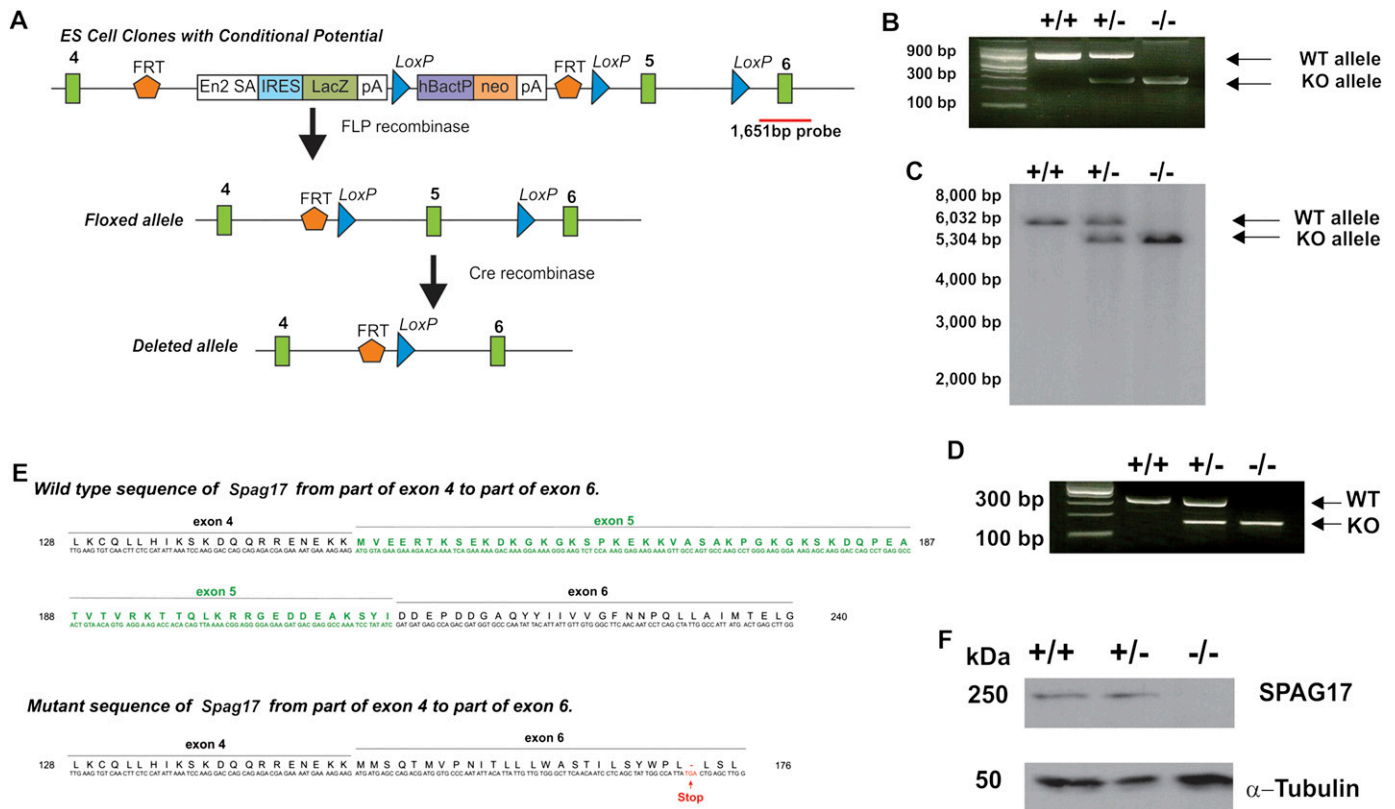 A
ES Cell Clones with Conditional Potential
4 FRT En2 SA IRES LacZ pA LoxP hBactP neo pA FRT LoxP 5 LoxP 6
1,651bp probe
FLP recombinase
Floxed allele 4 FRT LoxP 5 LoxP 6
Cre recombinase
Deleted allele 4 FRT LoxP 6
B
+/+ +/- -/-
900 bp
300 bp
100 bp
WT allele
KO allele
C
+/+ +/- -/-
8,000 bp
6,032 bp
5,304 bp
4,000 bp
3,000 bp
2,000 bp
WT allele
KO allele
D
+/+ +/- -/-
300 bp
100 bp
WT
KO
E
Wild type sequence of Spag17 from part of exon 4 to part of exon 6.
exon 4 exon 5
128 L K C Q L L H I K S K D Q Q R R E N E K K M V E E R T K S E K D K G K G K S P K E K K V A S A K P G K G K S K D Q P E A 187
exon 5 exon 6
188 T V T V R K T T Q L K R R G E D D E A K S Y I D D E P D D G A Q Y Y I I V V G F N N P Q L L A I M T E L G 240
Mutant sequence of Spag17 from part of exon 4 to part of exon 6.
exon 4 exon 6
128 L K C Q L L H I K S K D Q Q R R E N E K K M M S Q T M V P N I T L L L W A S T I L S Y W P L - L S L 176
TGA
Stop
F
kDa +/+ +/- -/-
250 SPAG17
50 α-Tubulin